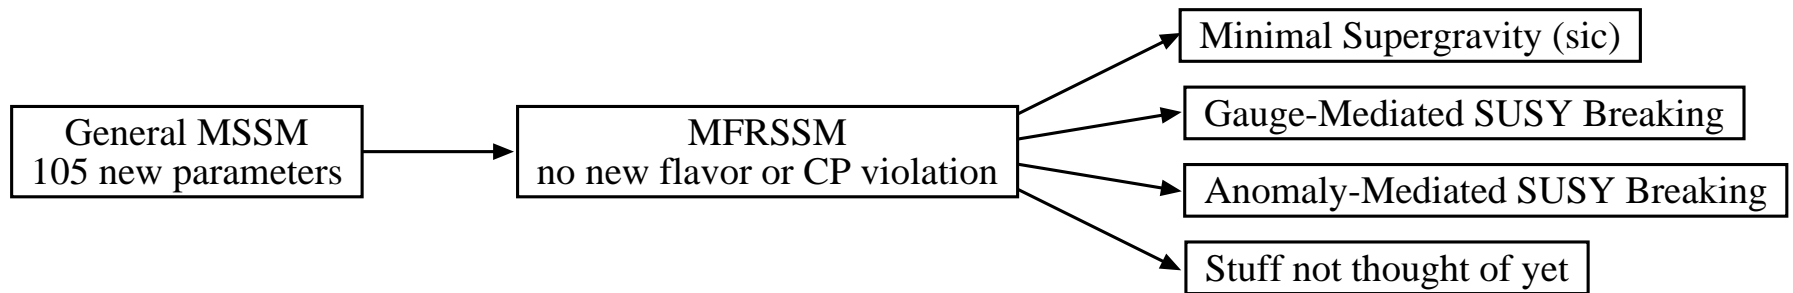 General MSSM
105 new parameters
MFRSSM
no new flavor or CP violation
Minimal Supergravity (sic)
Gauge-Mediated SUSY Breaking
Anomaly-Mediated SUSY Breaking
Stuff not thought of yet